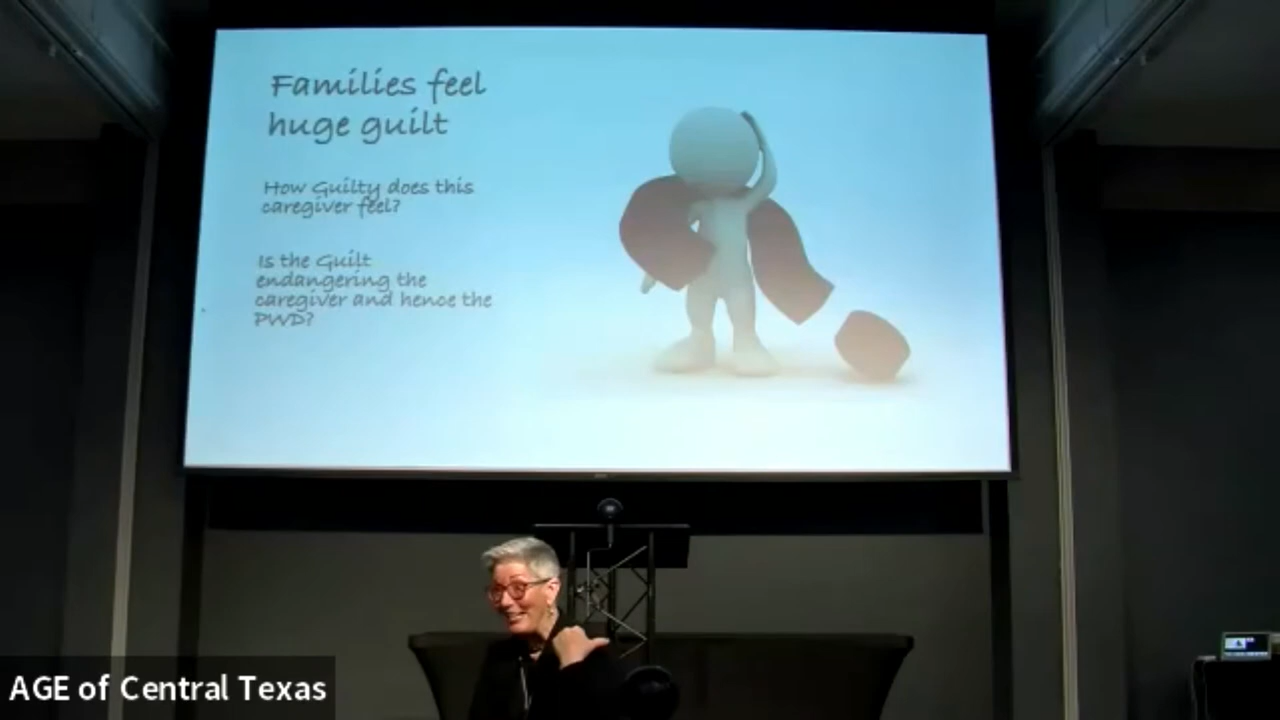 Families feel
huge guilt
How Guilty does this
caregiver feel?
Is the Guilt
endangering the
caregiver and hence the
PWD?
AGE of Central Texas